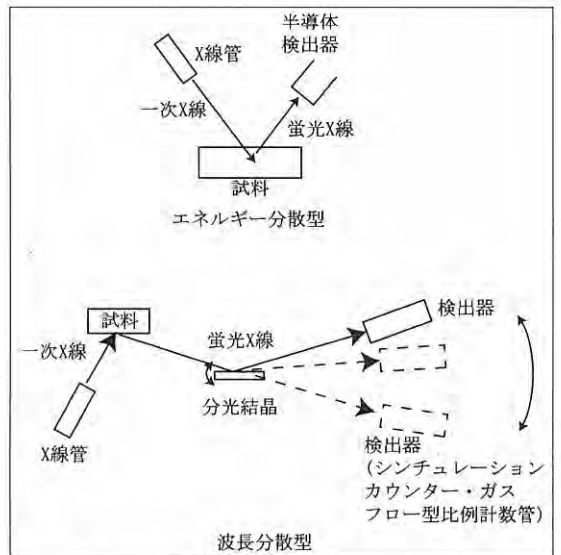 X線管
半導体
検出器
一次X線
蛍光X線
試料
エネルギー分散型
試料
検出器
蛍光X線
一次X線
分光結晶
X線管
検出器
(シンチュレーション
カウンター・ガス
フロー型比例計数管)
波長分散型